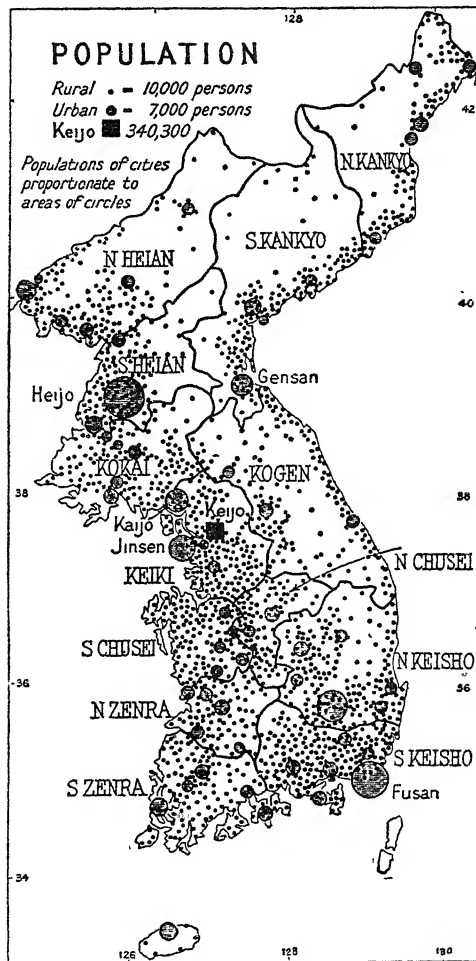 128
POPULATION
Rural • - 10,000 persons
Urban - 7,000 persons
Keijo 340,300
Populations of cities
proportionate to
areas of circles
42
N.KANKYO
S.KANKYO
N HEIAN
40
40
S.HEIAN
Gensan
Heijo
KOKAI
KOGEN
38
38
Kaijo
Keijo
Jinsen
N CHUSEI
KEIKI
S CHUSEI
N KEISHO
36
36
N ZENRA
S KEISHO
S ZENRA
Fusan
34
126
128
130